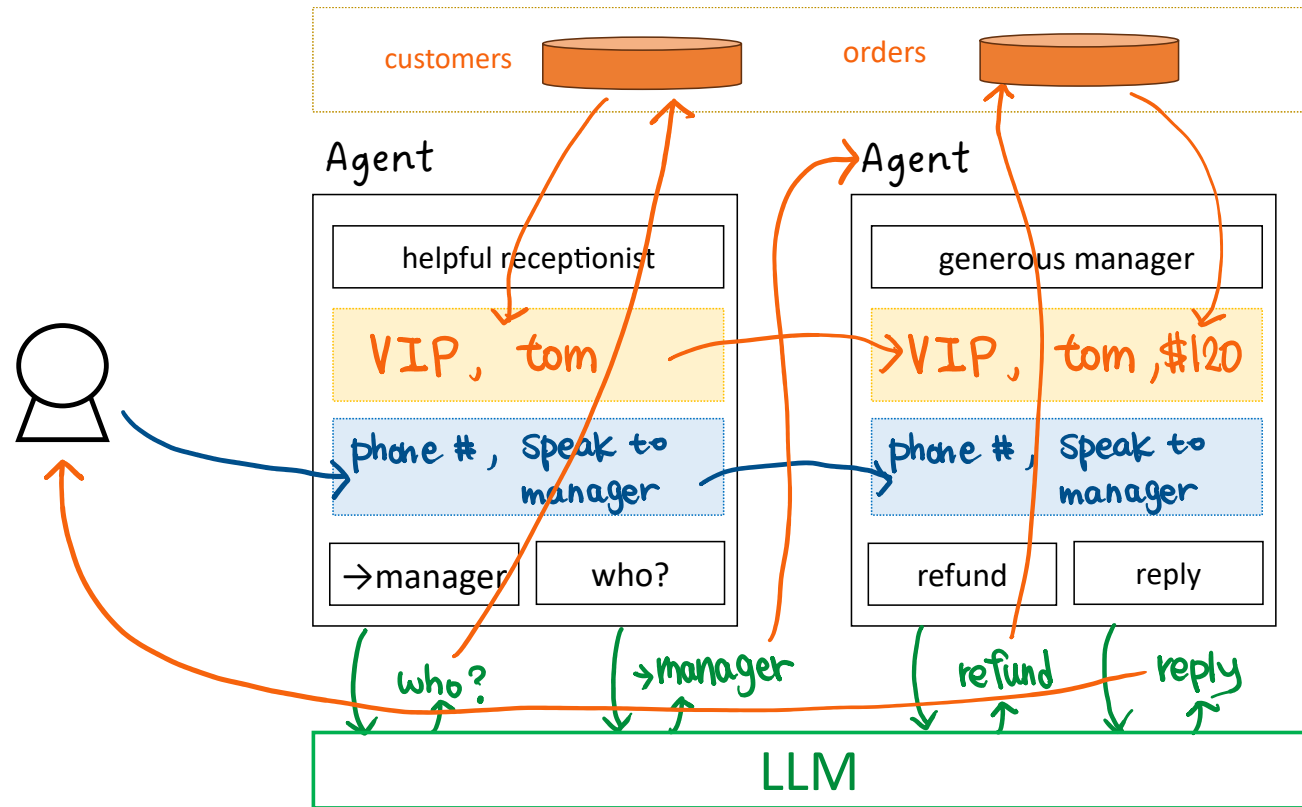 customers
orders
Agent
Agent
helpful receptionist
generous manager
VIP, tom
VIP, tom, $120
phone #, speak to
manager
phone #, speak to
manager
→manager
who?
refund
reply
who?
→manager
refund
reply
LLM